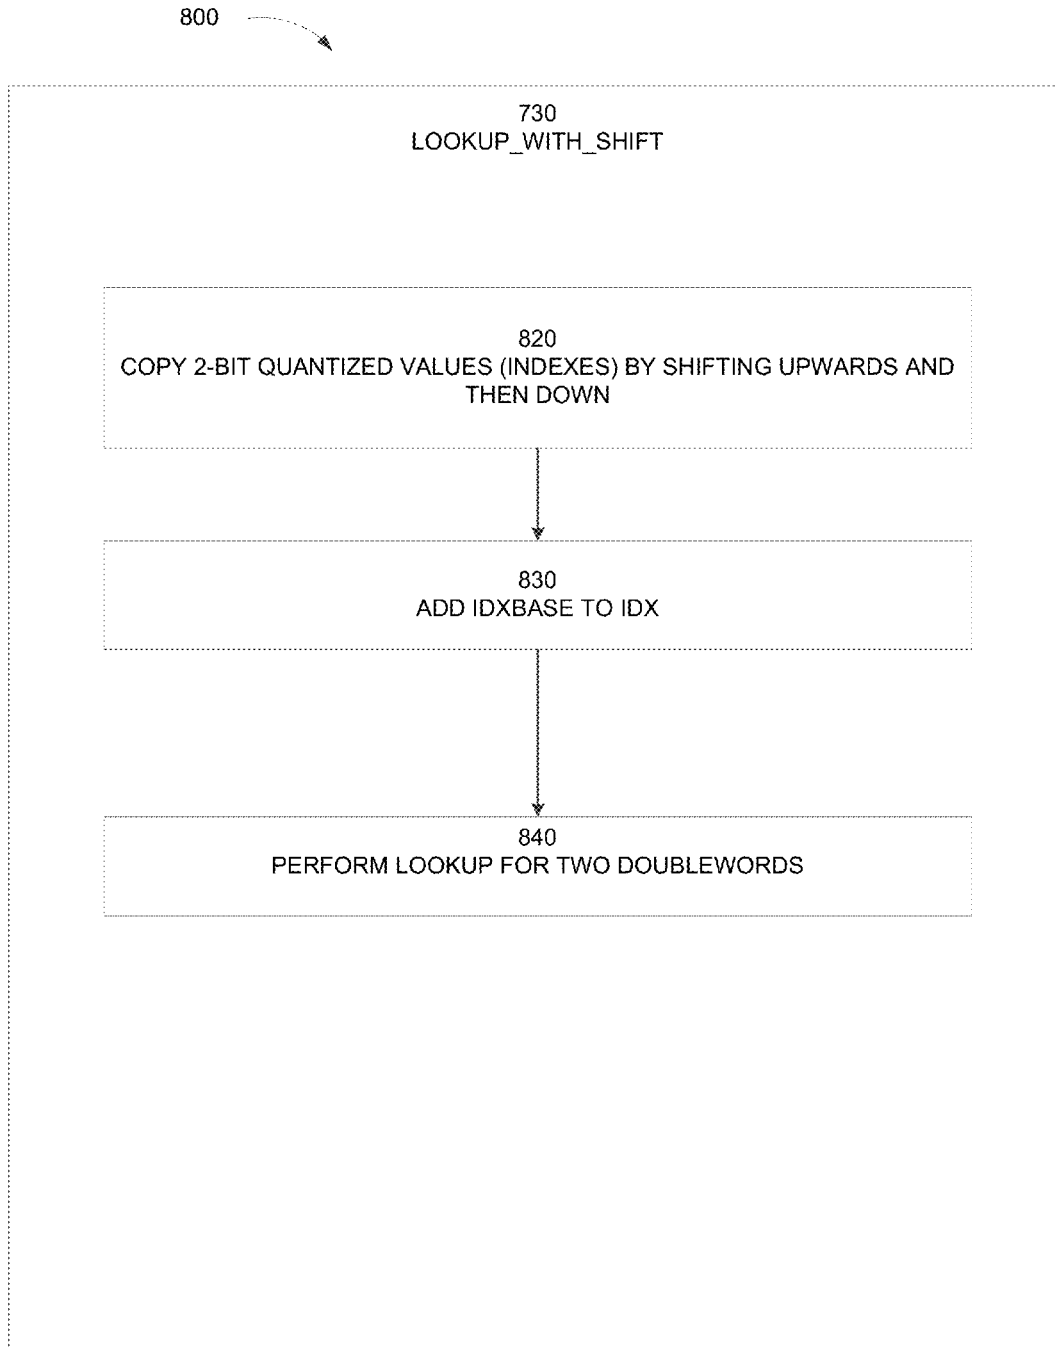 800
730
LOOKUP_WITH_SHIFT
820
COPY 2-BIT QUANTIZED VALUES (INDEXES) BY SHIFTING UPWARDS AND
THEN DOWN
830
ADD IDXBASE TO IDX
840
PERFORM LOOKUP FOR TWO DOUBLEWORDS